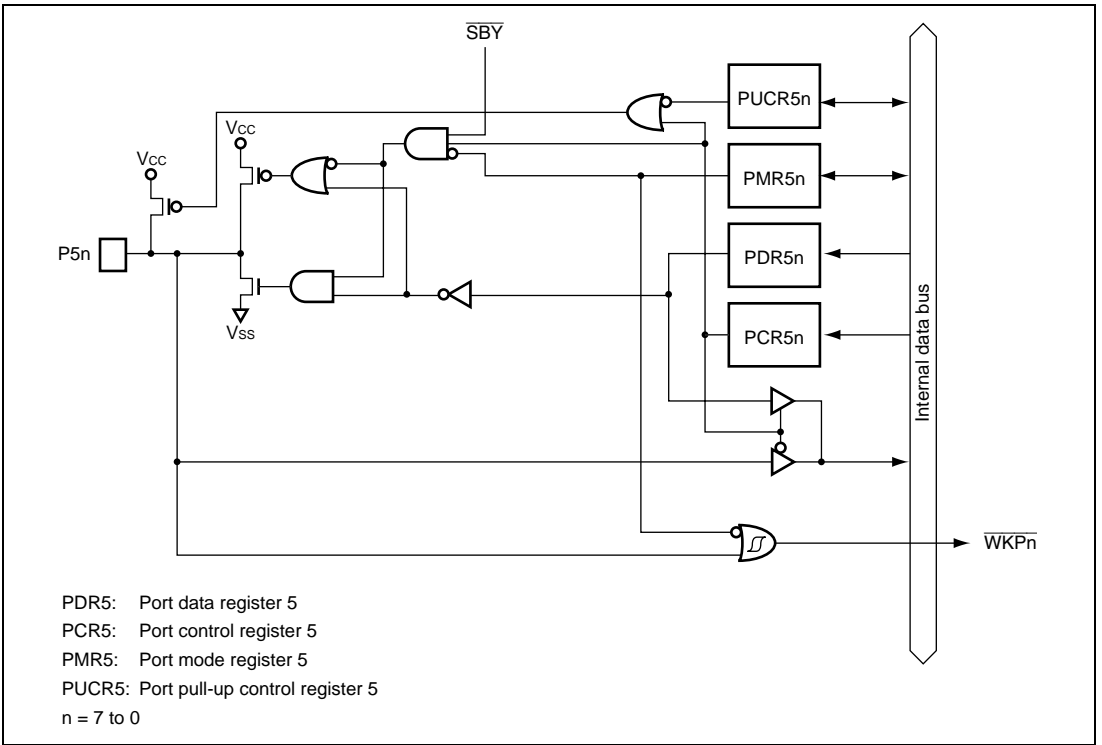 SBY
PUCR5n
VCC
VCC
PMR5n
P5n
PDR5n
VSS
PCR5n
Internal data bus
WKPn
PDR5: Port data register 5
PCR5: Port control register 5
PMR5: Port mode register 5
PUCR5: Port pull-up control register 5
n = 7 to 0